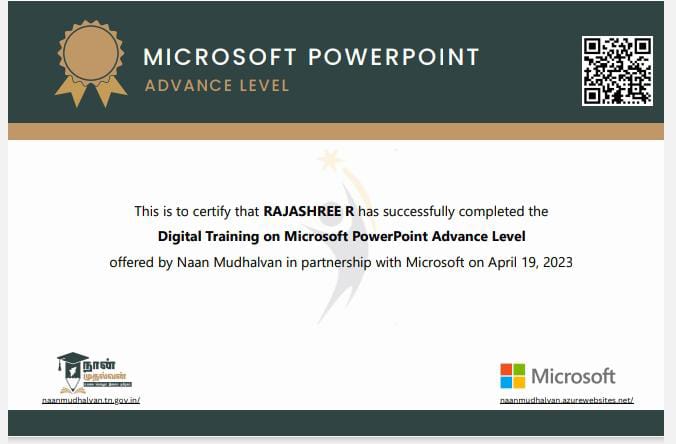 MICROSOFT POWERPOINT
ADVANCE LEVEL
This is to certify that RAJASHREE R has successfully completed the
Digital Training on Microsoft PowerPoint Advance Level
offered by Naan Mudhalvan in partnership with Microsoft on April 19, 2023
நான்
முதல்வன்
Microsoft
naanmudhalvan.tn.gov.in/
naanmudhalvan.azurewebsites.net/